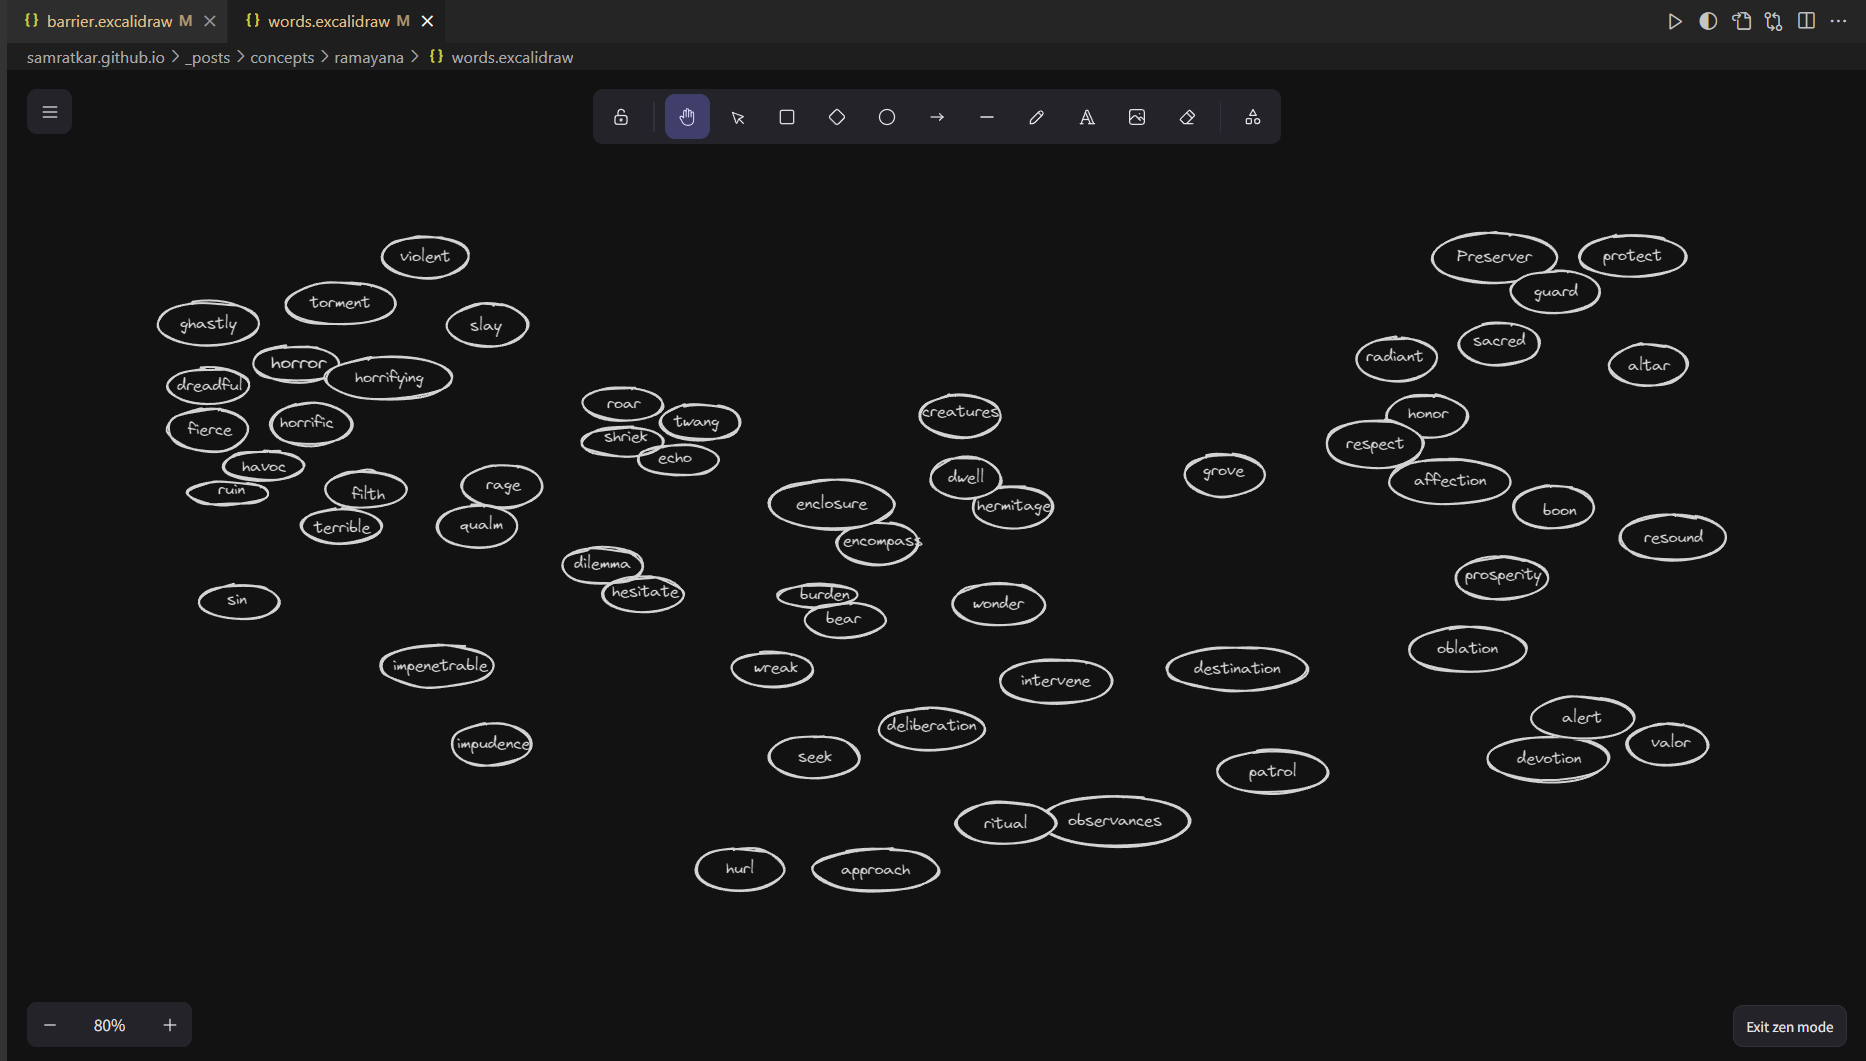 barrier.excalidraw M
words.excalidraw M
samratkar.github.io > _posts > concepts > ramayana > words.excalidraw
violent
torment
ghastly
slay
horror
horrifying
dreadful
fierce
horrific
havoc
ruin
filth
terrible
rage
qualm
sin
impenetrable
impudence
roar
twang
shriek
echo
dilemma
hesitate
creatures
dwell
hermitage
enclosure
encompass
burden
bear
wonder
wreak
intervene
deliberation
seek
ritual
observances
hurl
approach
grove
destination
patrol
Preserver
protect
guard
sacred
radiant
altar
honor
respect
affection
boon
resound
prosperity
oblation
alert
valor
devotion
80%
Exit zen mode